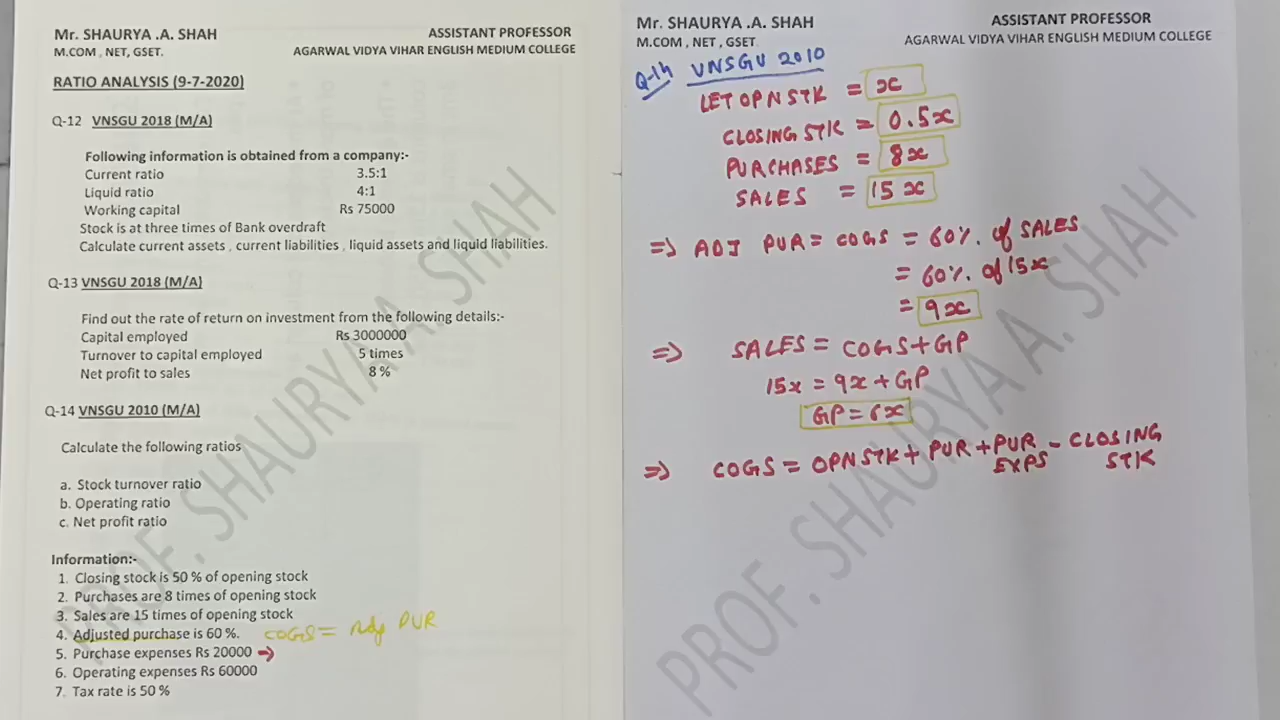 Mr. SHAURYA .A. SHAH
ASSISTANT PROFESSOR
M.COM , NET, GSET.
AGARWAL VIDYA VIHAR ENGLISH MEDIUM COLLEGE
RATIO ANALYSIS (9-7-2020)
Q-12 VNSGU 2018 (M/A)
Following information is obtained from a company:-
Current ratio 3.5:1
Liquid ratio 4:1
Working capital Rs 75000
Stock is at three times of Bank overdraft
Calculate current assets , current liabilities , liquid assets and liquid liabilities.
Q-13 VNSGU 2018 (M/A)
Find out the rate of return on investment from the following details:-
Capital employed Rs 3000000
Turnover to capital employed 5 times
Net profit to sales 8 %
Q-14 VNSGU 2010 (M/A)
Calculate the following ratios
a. Stock turnover ratio
b. Operating ratio
c. Net profit ratio
Information:-
1. Closing stock is 50 % of opening stock
2. Purchases are 8 times of opening stock
3. Sales are 15 times of opening stock
4. Adjusted purchase is 60 %. COGS = Adj PUR
5. Purchase expenses Rs 20000 →
6. Operating expenses Rs 60000
7. Tax rate is 50 %
PROF. SHAURYA A. SHAH
Mr. SHAURYA .A. SHAH
ASSISTANT PROFESSOR
M.COM , NET , GSET.
AGARWAL VIDYA VIHAR ENGLISH MEDIUM COLLEGE
Q-14 VNSGU 2010
LET OPN STK = x
CLOSING STK = 0.5x
PURCHASES = 8x
SALES = 15x
⇒ ADJ PUR = COGS = 60%. of SALES
= 60%. of 15x
= 9x
⇒ SALES = COGS + GP
15x = 9x + GP
GP = 6x
⇒ COGS = OPN STK + PUR + PUR EXPS - CLOSING STK
PROF. SHAURYA A. SHAH